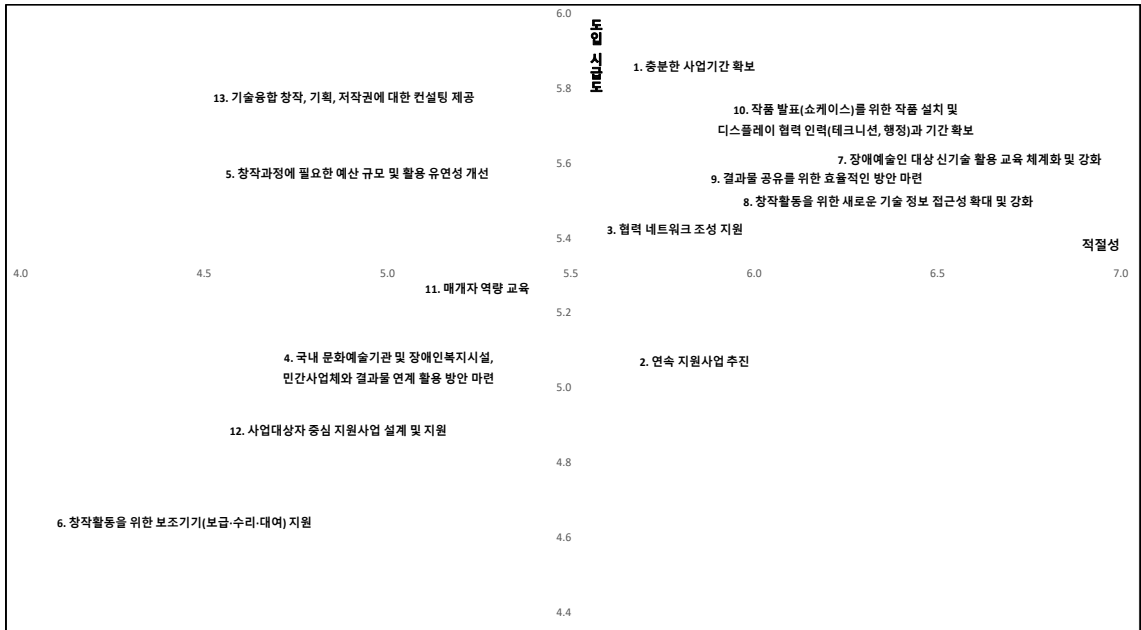 6.0
도입 시급도
1. 충분한 사업기간 확보
5.8
13. 기술융합 창작, 기획, 저작권에 대한 컨설팅 제공
10. 작품 발표(쇼케이스)를 위한 작품 설치 및
디스플레이 협력 인력(테크니션, 행정)과 기간 확보
5.6
7. 장애예술인 대상 신기술 활용 교육 체계화 및 강화
5. 창작과정에 필요한 예산 규모 및 활용 유연성 개선
9. 결과물 공유를 위한 효율적인 방안 마련
8. 창작활동을 위한 새로운 기술 정보 접근성 확대 및 강화
3. 협력 네트워크 조성 지원
5.4
적절성
4.0 4.5 5.0 5.5 6.0 6.5 7.0
11. 매개자 역량 교육
5.2
4. 국내 문화예술기관 및 장애인복지시설,
민간사업체와 결과물 연계 활용 방안 마련
2. 연속 지원사업 추진
5.0
12. 사업대상자 중심 지원사업 설계 및 지원
4.8
6. 창작활동을 위한 보조기기(보급·수리·대여) 지원
4.6
4.4